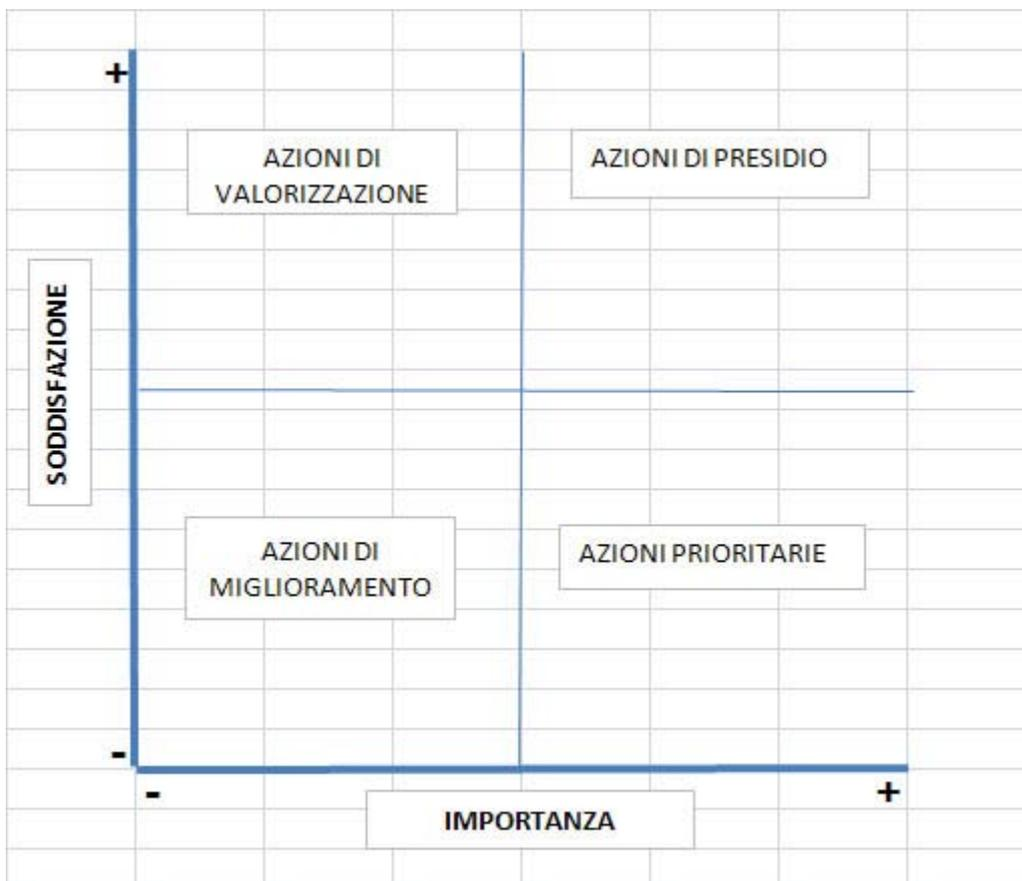 +
AZIONI DI
VALORIZZAZIONE
AZIONI DI PRESIDIO
SODDISFAZIONE
AZIONI DI
MIGLIORAMENTO
AZIONI PRIORITARIE
-
-
+
IMPORTANZA